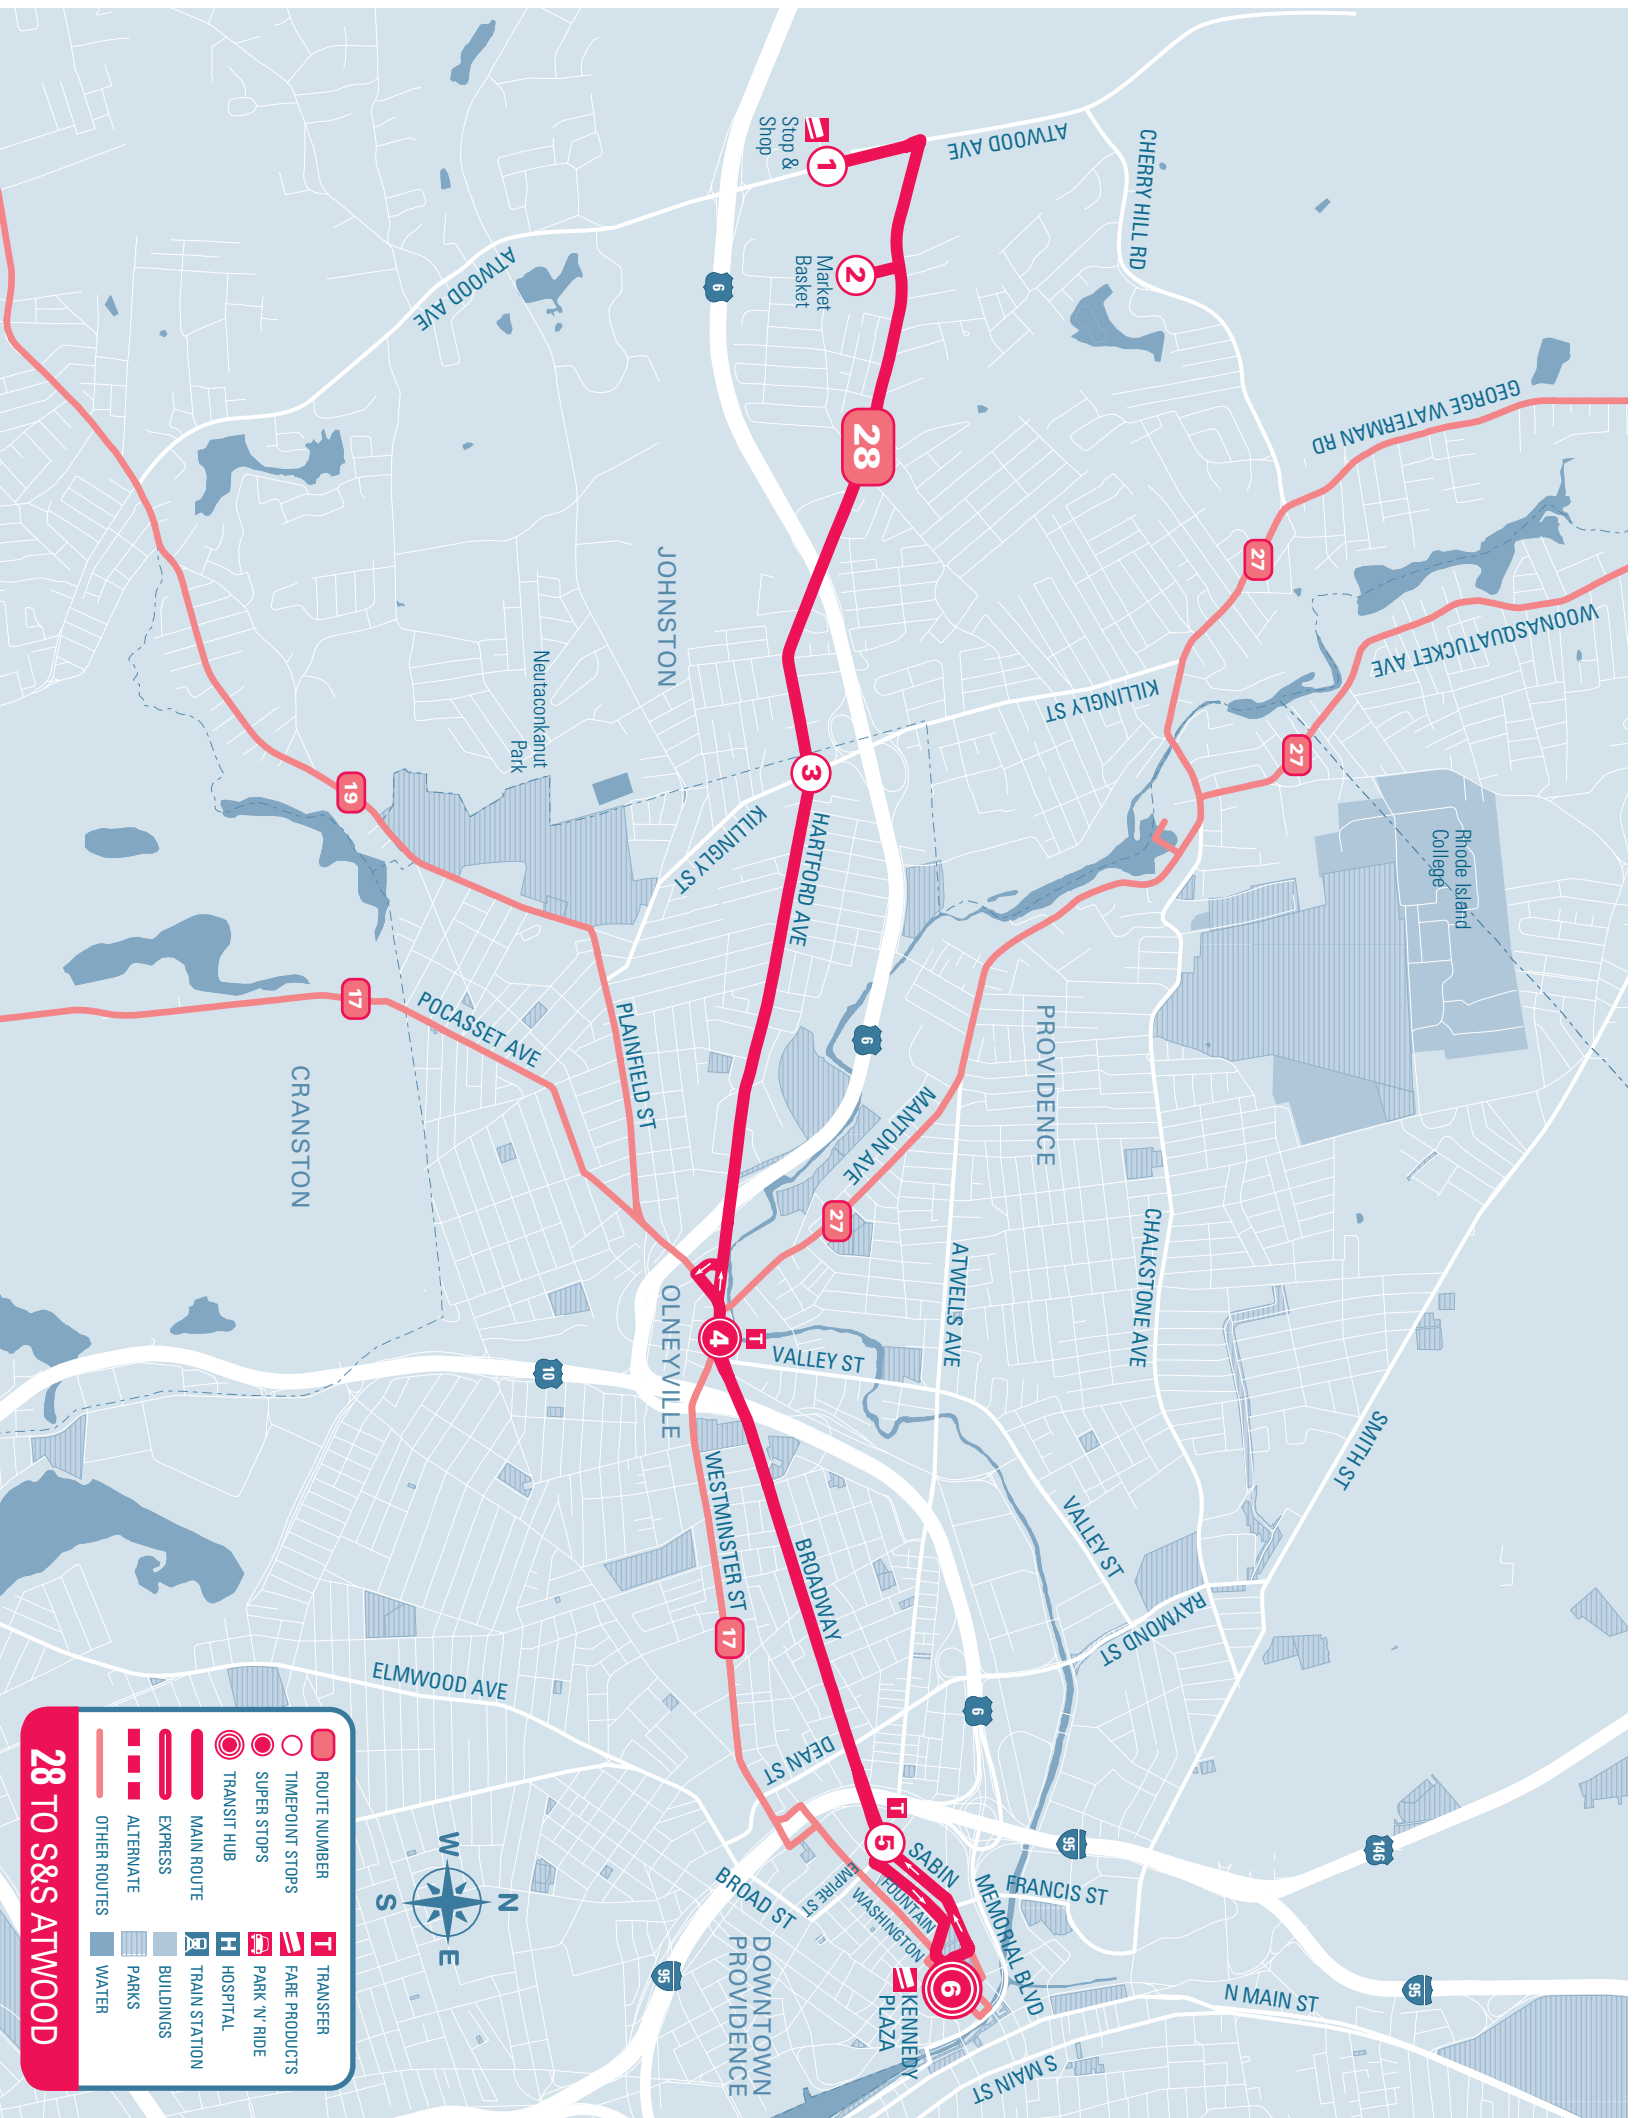 CHERRY HILL RD
ATWOOD AVE
Stop &
Shop
1
Market
Basket
2
6
ATWOOD AVE
28
GEORGE WATERMAN RD
27
WOONASQUATUCKET AVE
27
KILLINGLY ST
JOHNSTON
Neutaconkanut
Park
3
HARTFORD AVE
KILLINGLY ST
19
17
POCASSET AVE
PLAINFIELD ST
CRANSTON
Rhode Island
College
PROVIDENCE
6
MANTON AVE
27
ATWELLS AVE
CHALKSTONE AVE
SMITH ST
4
T
VALLEY ST
OLNEYVILLE
10
VALLEY ST
RAYMOND ST
WESTMINSTER ST
BROADWAY
17
ELMWOOD AVE
DEAN ST
6
T
5
SABIN
FOUNTAIN
EMPIRE ST
WASHINGTON
BROAD ST
MEMORIAL BLVD
FRANCIS ST
95
146
95
95
N MAIN ST
S MAIN ST
6
KENNEDY
PLAZA
DOWNTOWN
PROVIDENCE
N
W
E
S
ROUTE NUMBER
TIMEPOINT STOPS
SUPER STOPS
TRANSIT HUB
MAIN ROUTE
EXPRESS
ALTERNATE
OTHER ROUTES
T TRANSFER
FARE PRODUCTS
PARK 'N' RIDE
H HOSPITAL
TRAIN STATION
BUILDINGS
PARKS
WATER
28 TO S&S ATWOOD